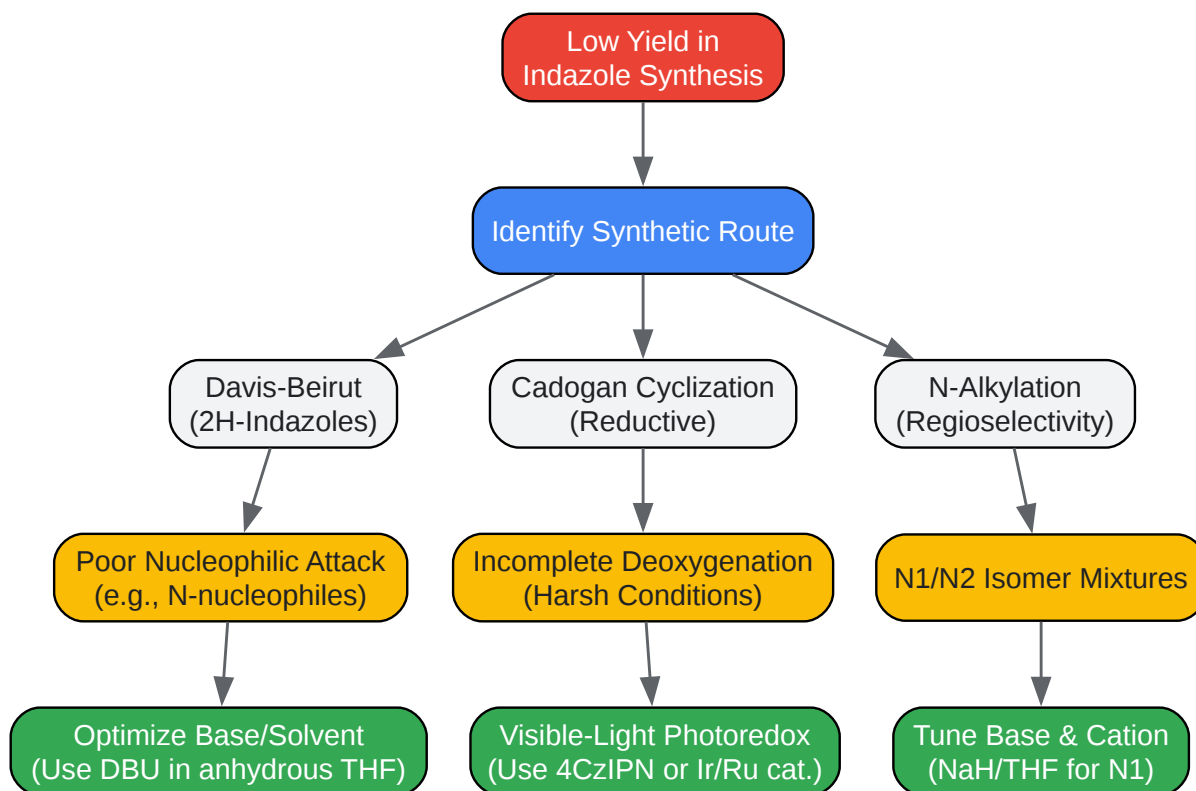 Low Yield in
Indazole Synthesis
Identify Synthetic Route
Davis-Beirut
(2H-Indazoles)
Cadogan Cyclization
(Reductive)
N-Alkylation
(Regioselectivity)
Poor Nucleophilic Attack
(e.g., N-nucleophiles)
Incomplete Deoxygenation
(Harsh Conditions)
N1/N2 Isomer Mixtures
Optimize Base/Solvent
(Use DBU in anhydrous THF)
Visible-Light Photoredox
(Use 4CzIPN or Ir/Ru cat.)
Tune Base & Cation
(NaH/THF for N1)